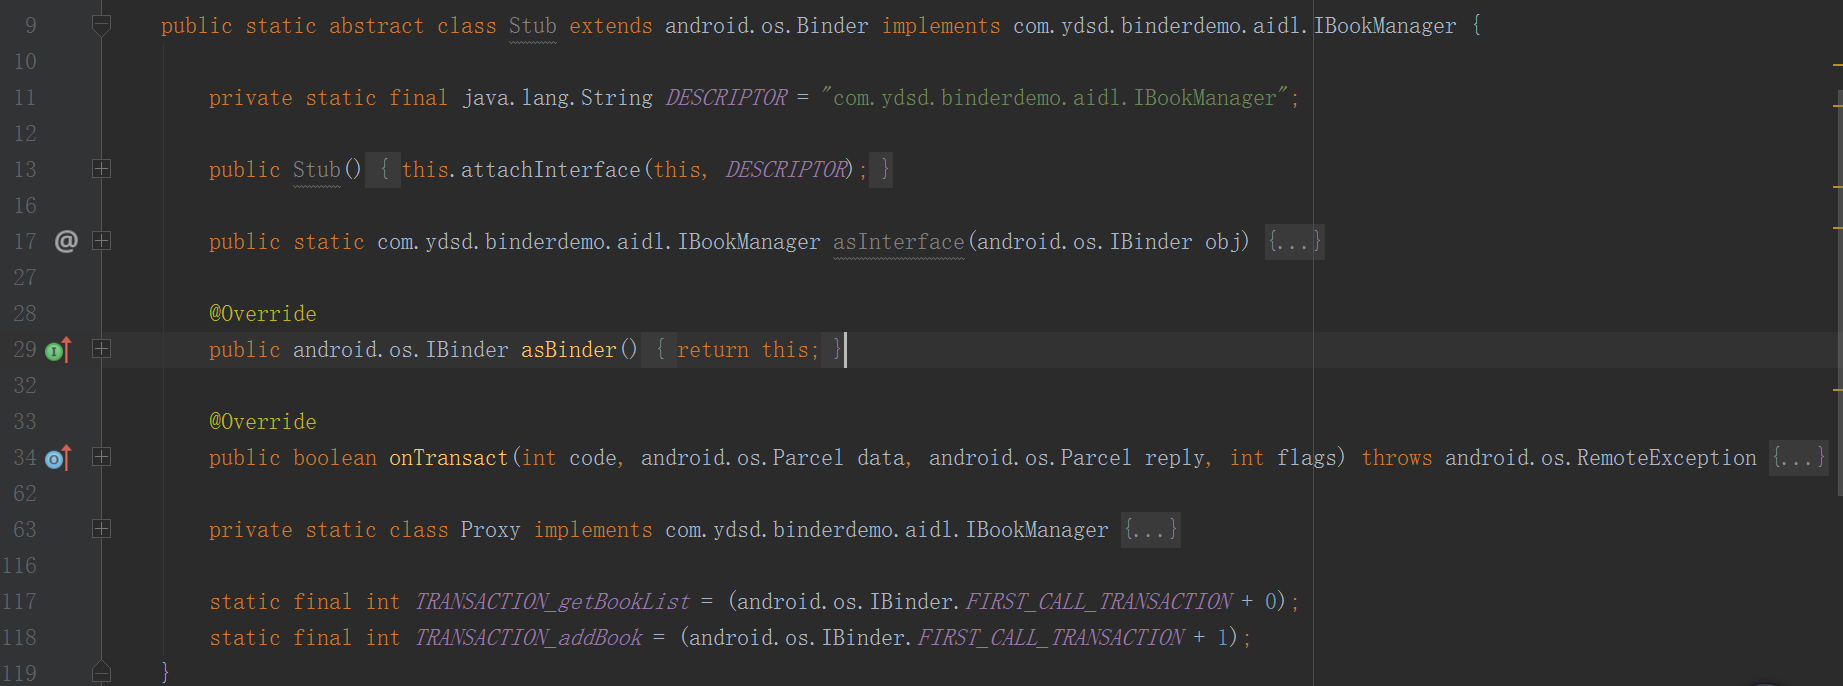 9 public static abstract class Stub extends android.os.Binder implements com.ydsd.binderdemo.aidl.IBookManager {
10
11 private static final java.lang.String DESCRIPTOR = "com.ydsd.binderdemo.aidl.IBookManager";
12
13 public Stub() { this.attachInterface(this, DESCRIPTOR); }
16
17 @ public static com.ydsd.binderdemo.aidl.IBookManager asInterface(android.os.IBinder obj) {...}
27
28 @Override
29 I public android.os.IBinder asBinder() { return this; }
32
33 @Override
34 O public boolean onTransact(int code, android.os.Parcel data, android.os.Parcel reply, int flags) throws android.os.RemoteException {...}
62
63 private static class Proxy implements com.ydsd.binderdemo.aidl.IBookManager {...}
116
117 static final int TRANSACTION_getBookList = (android.os.IBinder.FIRST_CALL_TRANSACTION + 0);
118 static final int TRANSACTION_addBook = (android.os.IBinder.FIRST_CALL_TRANSACTION + 1);
119 }